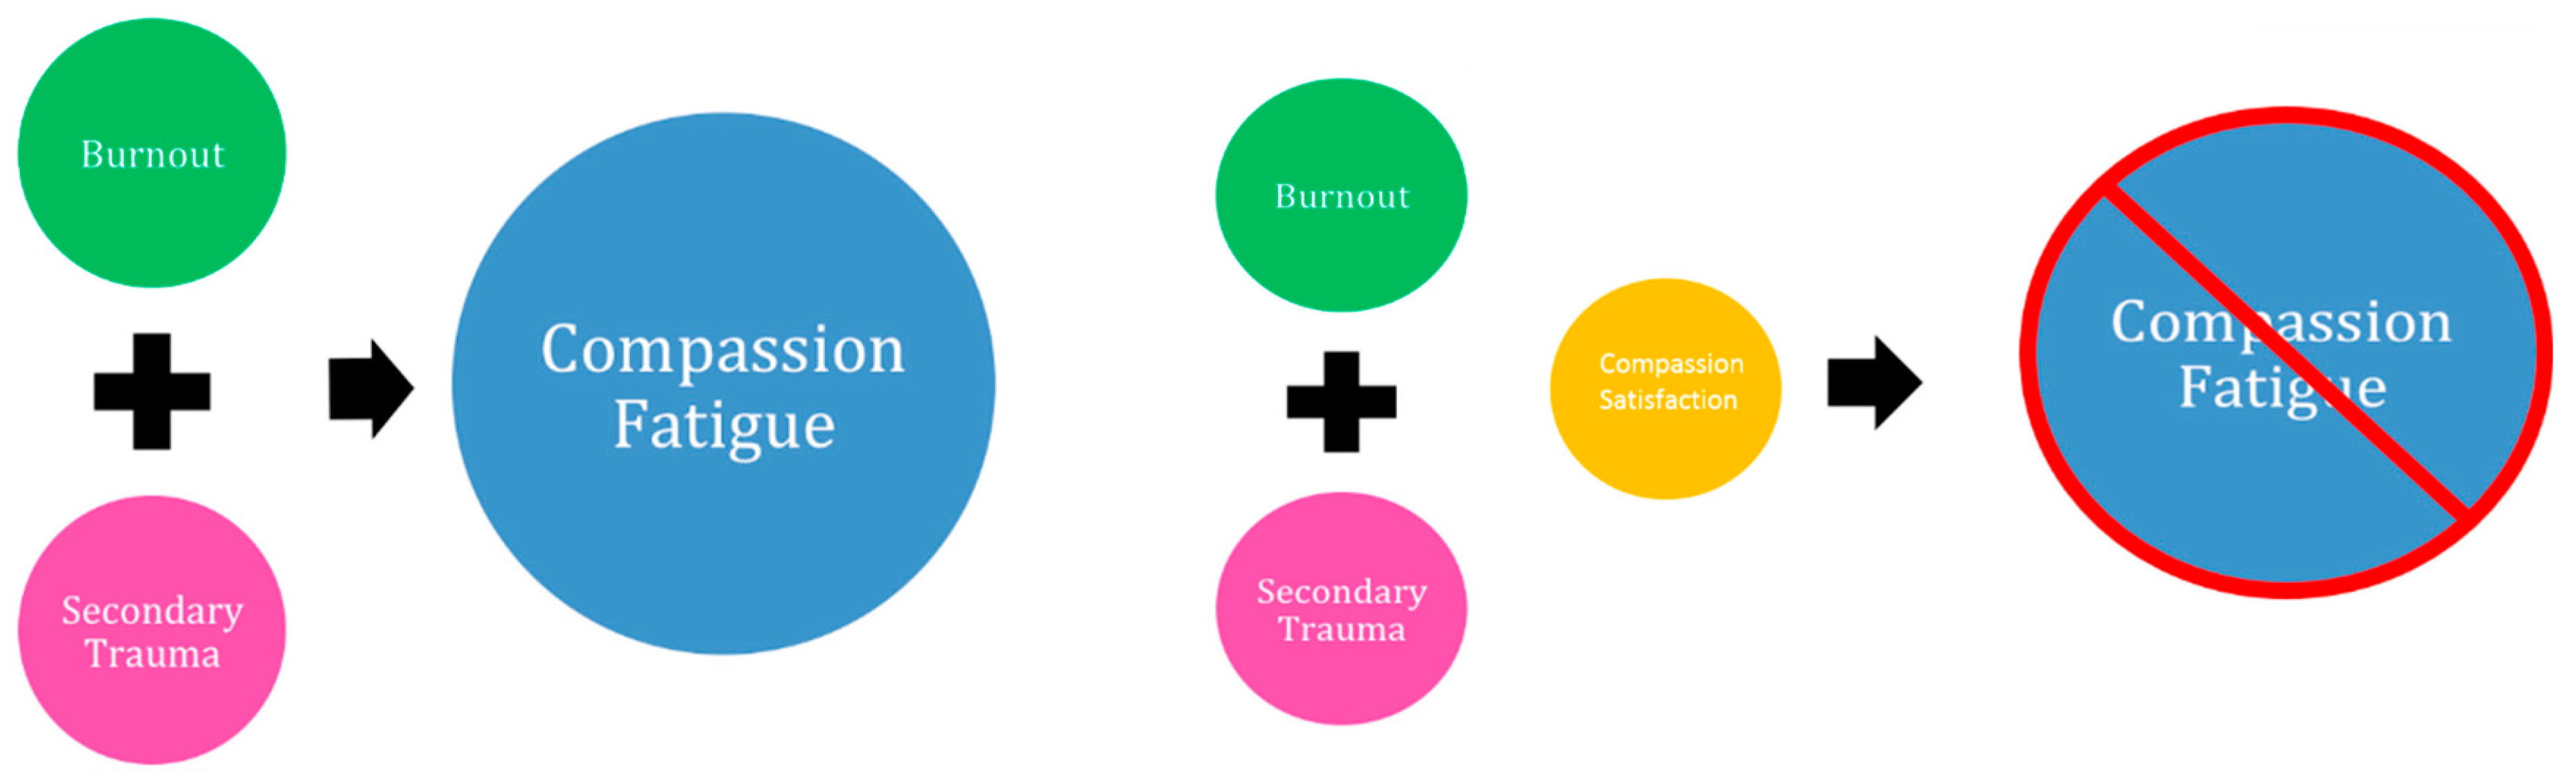 Burnout
Secondary
Trauma
Compassion
Fatigue
Burnout
Secondary
Trauma
Compassion
Satisfaction
Compassion
Fatigue